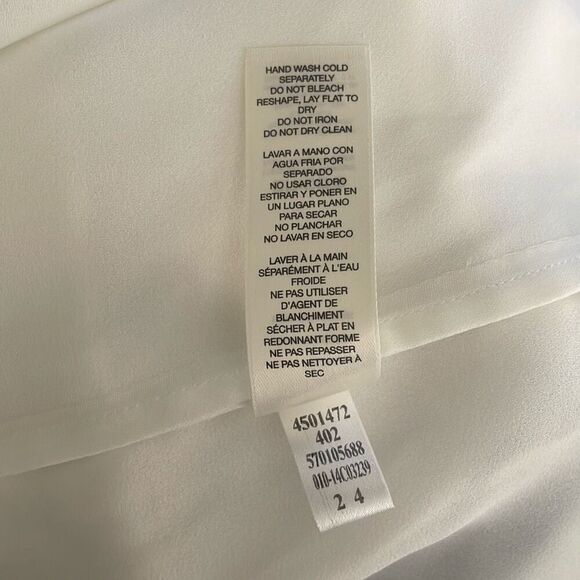 HAND WASH COLD
SEPARATELY
DO NOT BLEACH
RESHAPE, LAY FLAT TO
DRY
DO NOT IRON
DO NOT DRY CLEAN
LAVAR A MANO CON
AGUA FRIA POR
SEPARADO
NO USAR CLORO
ESTIRAR Y PONER EN
UN LUGAR PLANO
PARA SECAR
NO PLANCHAR
NO LAVAR EN SECO
LAVER À LA MAIN
SÉPARÉMENT À L'EAU
FROIDE
NE PAS UTILISER
D'AGENT DE
BLANCHIMENT
SÉCHER À PLAT EN
REDONNANT FORME
NE PAS REPASSER
NE PAS NETTOYER À
SEC
4501472
402
570105688
010-14C03239
2 4